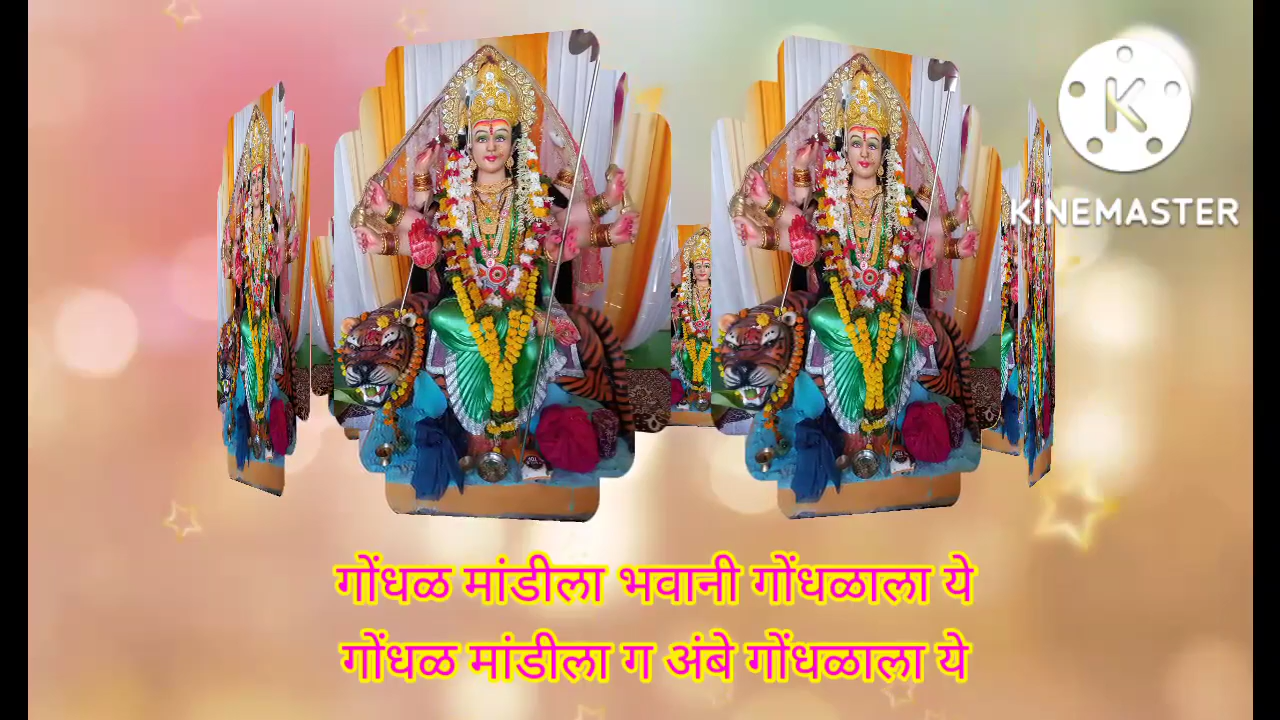 KINEMASTER
गोंधळ मांडीला भवानी गोंधळाला ये
गोंधळ मांडीला ग अंबे गोंधळाला ये